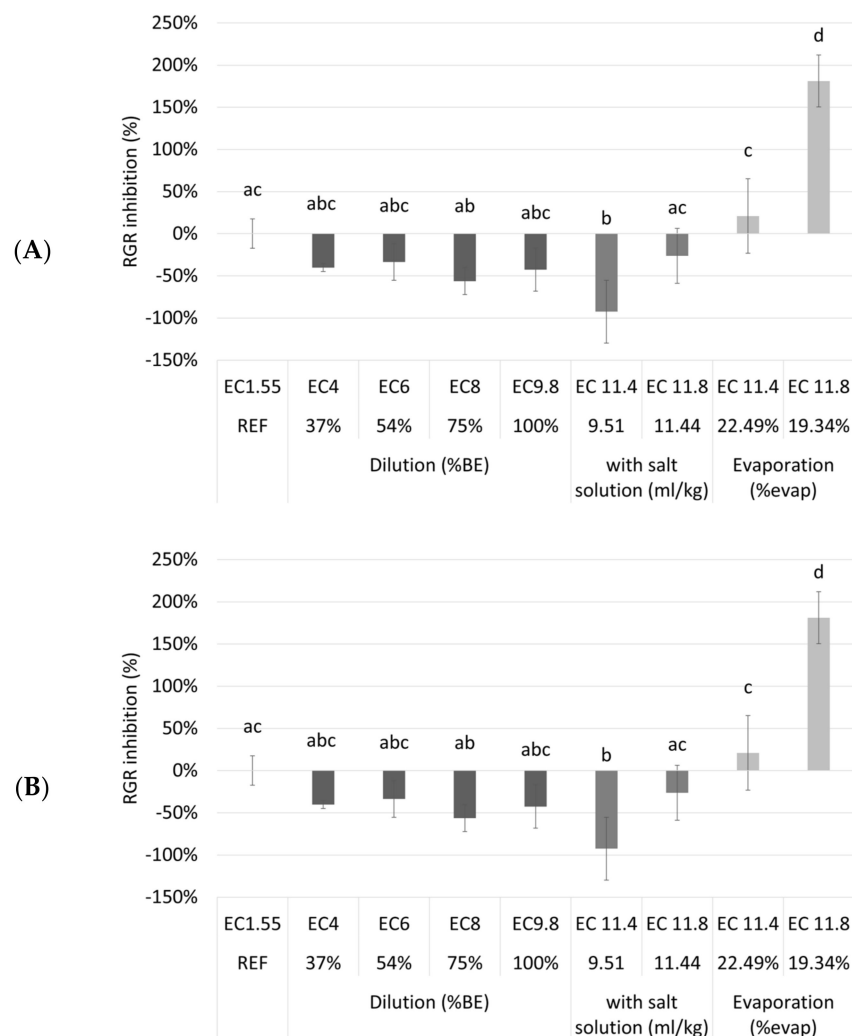 (A)
RGR inhibition (%)
250%
200%
150%
100%
50%
0%
-50%
-100%
-150%
ac abc abc ab abc b ac c d
EC1.55 EC4 EC6 EC8 EC9.8 EC 11.4 EC 11.8 EC 11.4 EC 11.8
REF 37% 54% 75% 100% 9.51 11.44 22.49% 19.34%
Dilution (%BE) with salt Evaporation
solution (ml/kg) (%evap)
(B)
RGR inhibition (%)
250%
200%
150%
100%
50%
0%
-50%
-100%
-150%
ac abc abc ab abc b ac c d
EC1.55 EC4 EC6 EC8 EC9.8 EC 11.4 EC 11.8 EC 11.4 EC 11.8
REF 37% 54% 75% 100% 9.51 11.44 22.49% 19.34%
Dilution (%BE) with salt Evaporation
solution (ml/kg) (%evap)